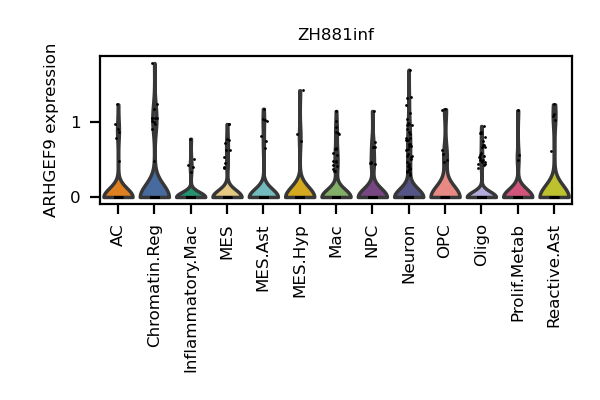 ZH881inf
ARHGEF9 expression
1
0
AC
Chromatin.Reg
Inflammatory.Mac
MES
MES.Ast
MES.Hyp
Mac
NPC
Neuron
OPC
Oligo
Prolif.Metab
Reactive.Ast